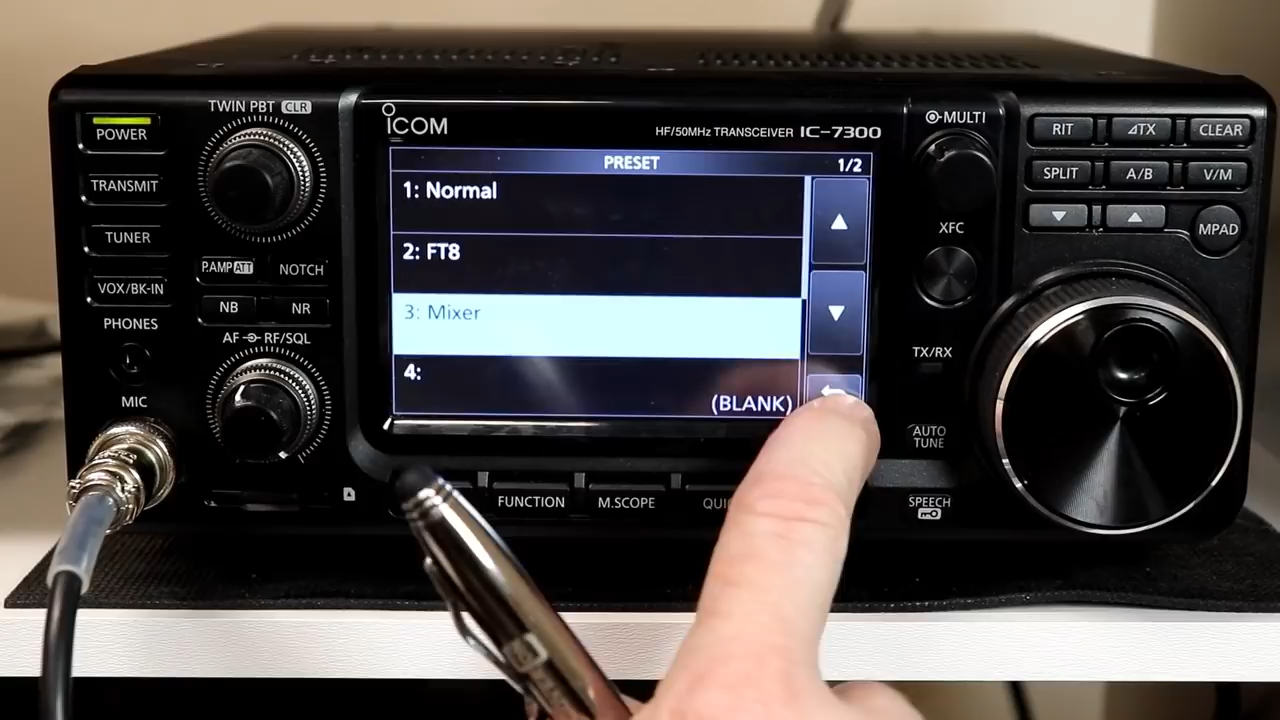 TWIN PBT CLR
POWER
TRANSMIT
TUNER
VOX/BK-IN
PHONES
MIC
P.AMP ATT
NOTCH
NB
NR
AF RF/SQL
ICOM
HF/50MHz TRANSCEIVER IC-7300
PRESET 1/2
1: Normal
2: FT8
3: Mixer
4:
(BLANK)
FUNCTION
M.SCOPE
MULTI
XFC
TX/RX
AUTO
TUNE
SPEECH
RIT
⊿TX
CLEAR
SPLIT
A/B
V/M
MPAD